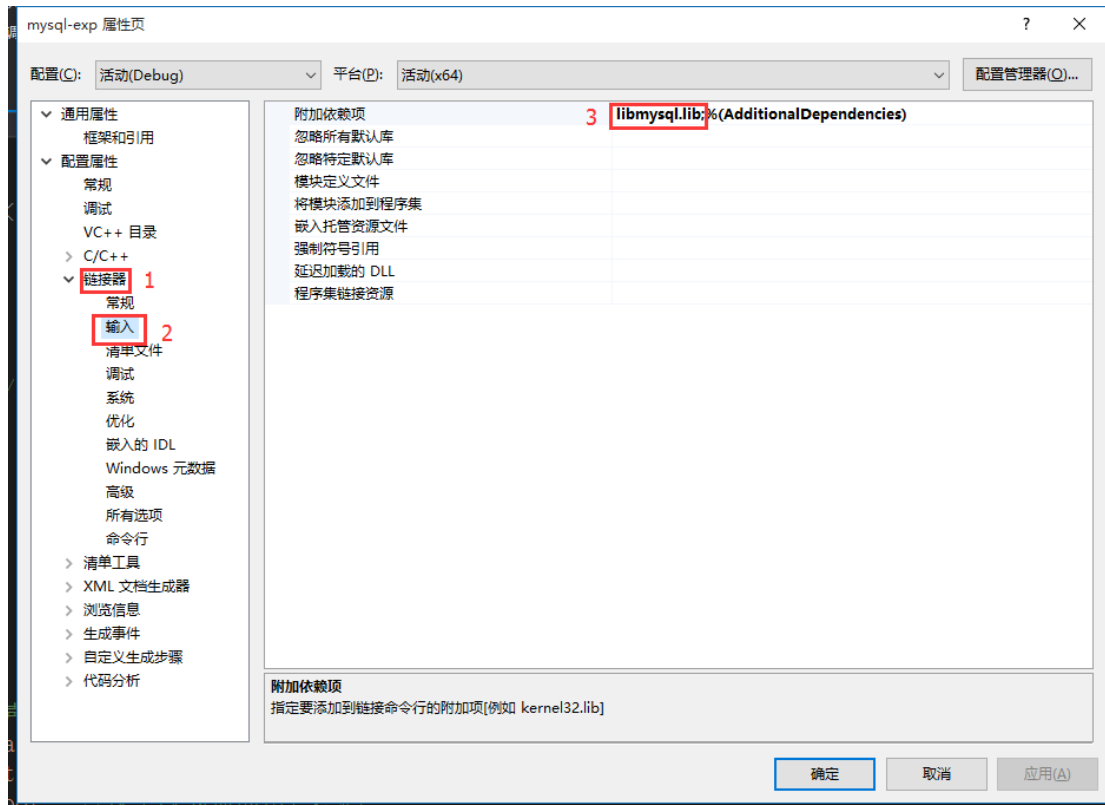 mysql-exp 属性页
?
配置(C):
活动(Debug)
平台(P):
活动(x64)
配置管理器(O)...
通用属性
框架和引用
配置属性
常规
调试
VC++ 目录
C/C++
链接器
1
常规
输入
2
清单文件
调试
系统
优化
嵌入的 IDL
Windows 元数据
高级
所有选项
命令行
清单工具
XML 文档生成器
浏览信息
生成事件
自定义生成步骤
代码分析
附加依赖项
3
libmysql.lib;%(AdditionalDependencies)
忽略所有默认库
忽略特定默认库
模块定义文件
将模块添加到程序集
嵌入托管资源文件
强制符号引用
延迟加载的 DLL
程序集链接资源
附加依赖项
指定要添加到链接命令行的附加项[例如 kernel32.lib]
确定
取消
应用(A)